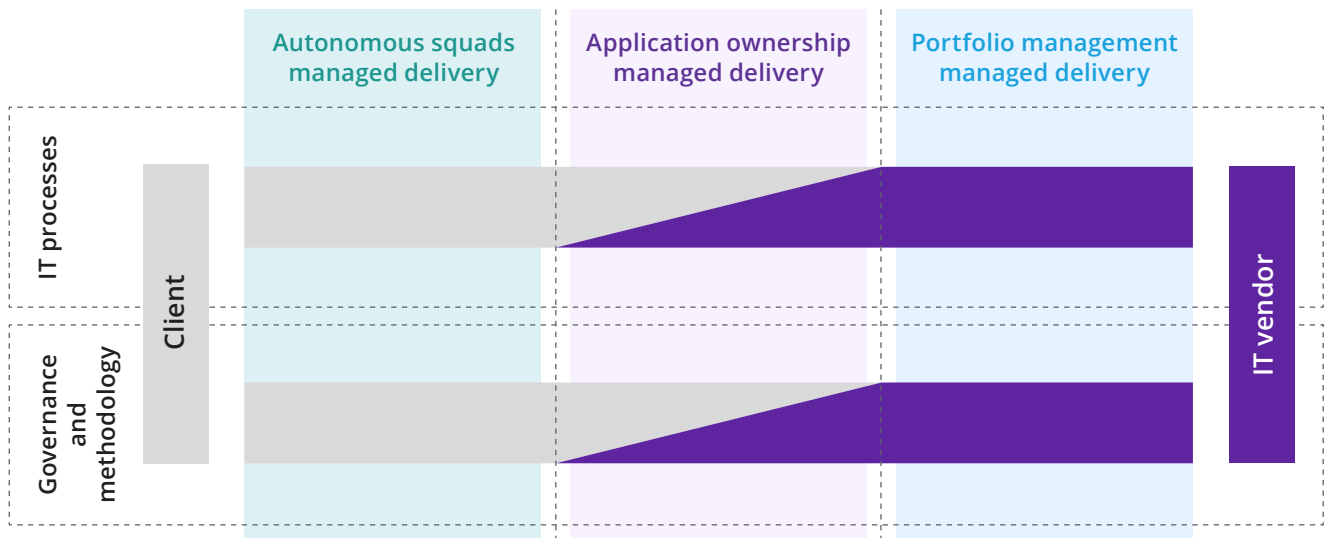 Autonomous squads
managed delivery
Application ownership
managed delivery
Portfolio management
managed delivery
IT processes
Client
IT vendor
Governance
and
methodology